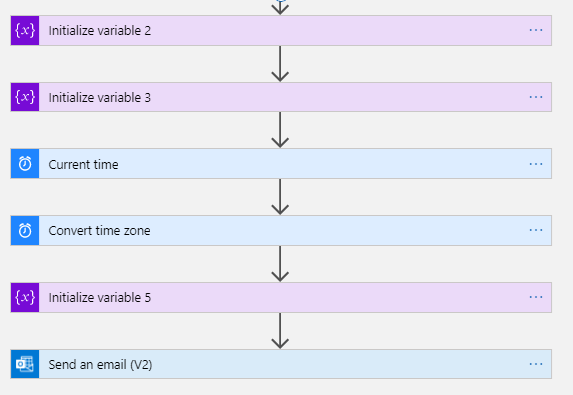 {x} Initialize variable 2 ...
{x} Initialize variable 3 ...
Current time ...
Convert time zone ...
{x} Initialize variable 5 ...
Send an email (V2) ...